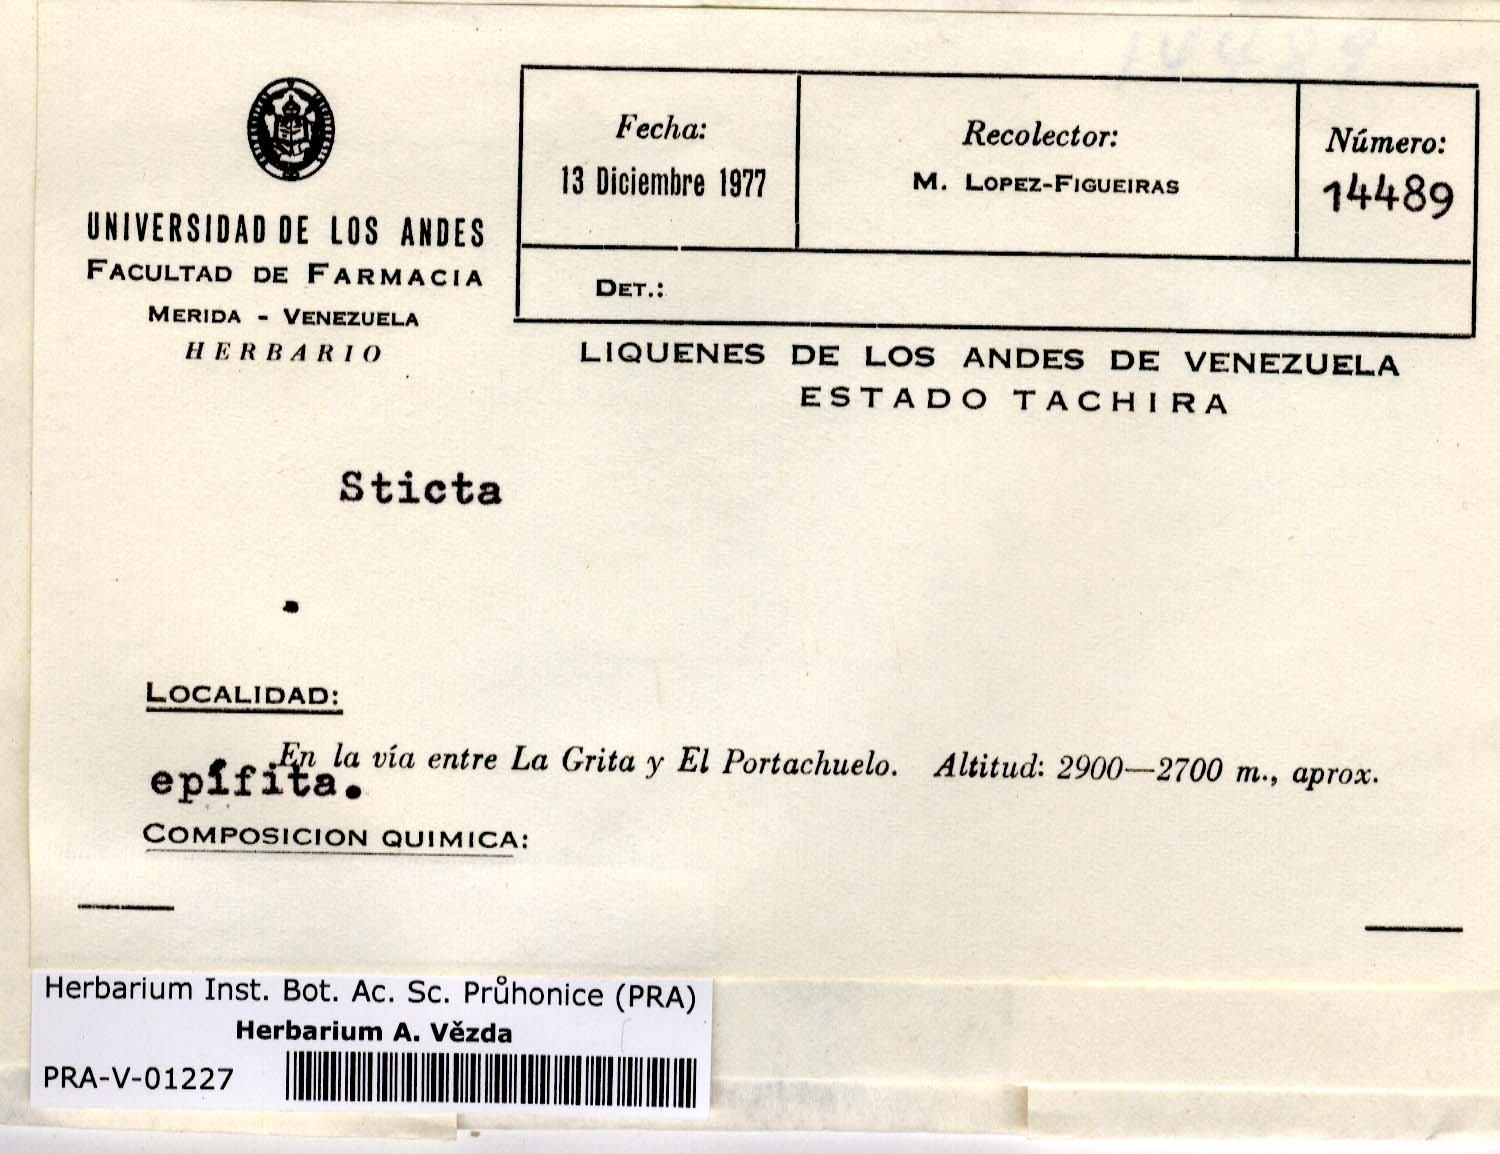 14489
Fecha:
13 Diciembre 1977
Recolector:
M. LOPEZ-FIGUEIRAS
Número:
14489
DET.:
UNIVERSIDAD DE LOS ANDES
FACULTAD DE FARMACIA
MERIDA - VENEZUELA
HERBARIO
LIQUENES DE LOS ANDES DE VENEZUELA
ESTADO TACHIRA
Sticta
LOCALIDAD:
En la vía entre La Grita y El Portachuelo. Altitud: 2900—2700 m., aprox.
epífita.
COMPOSICION QUIMICA:
Herbarium Inst. Bot. Ac. Sc. Průhonice (PRA)
Herbarium A. Vězda
PRA-V-01227